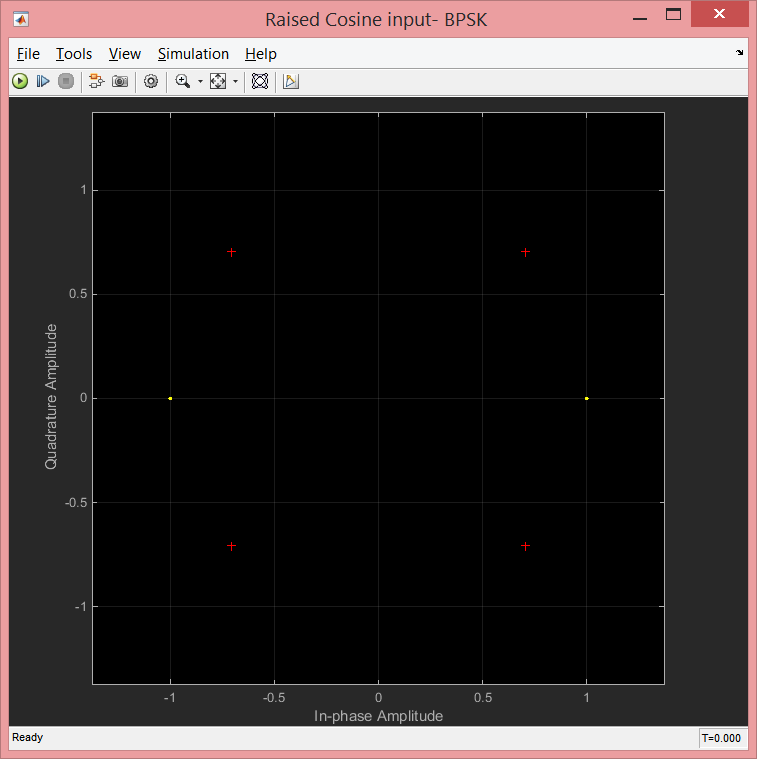 Raised Cosine input- BPSK
File Tools View Simulation Help
1
0.5
0
-0.5
-1
Quadrature Amplitude
-1 -0.5 0 0.5 1
In-phase Amplitude
Ready T=0.000